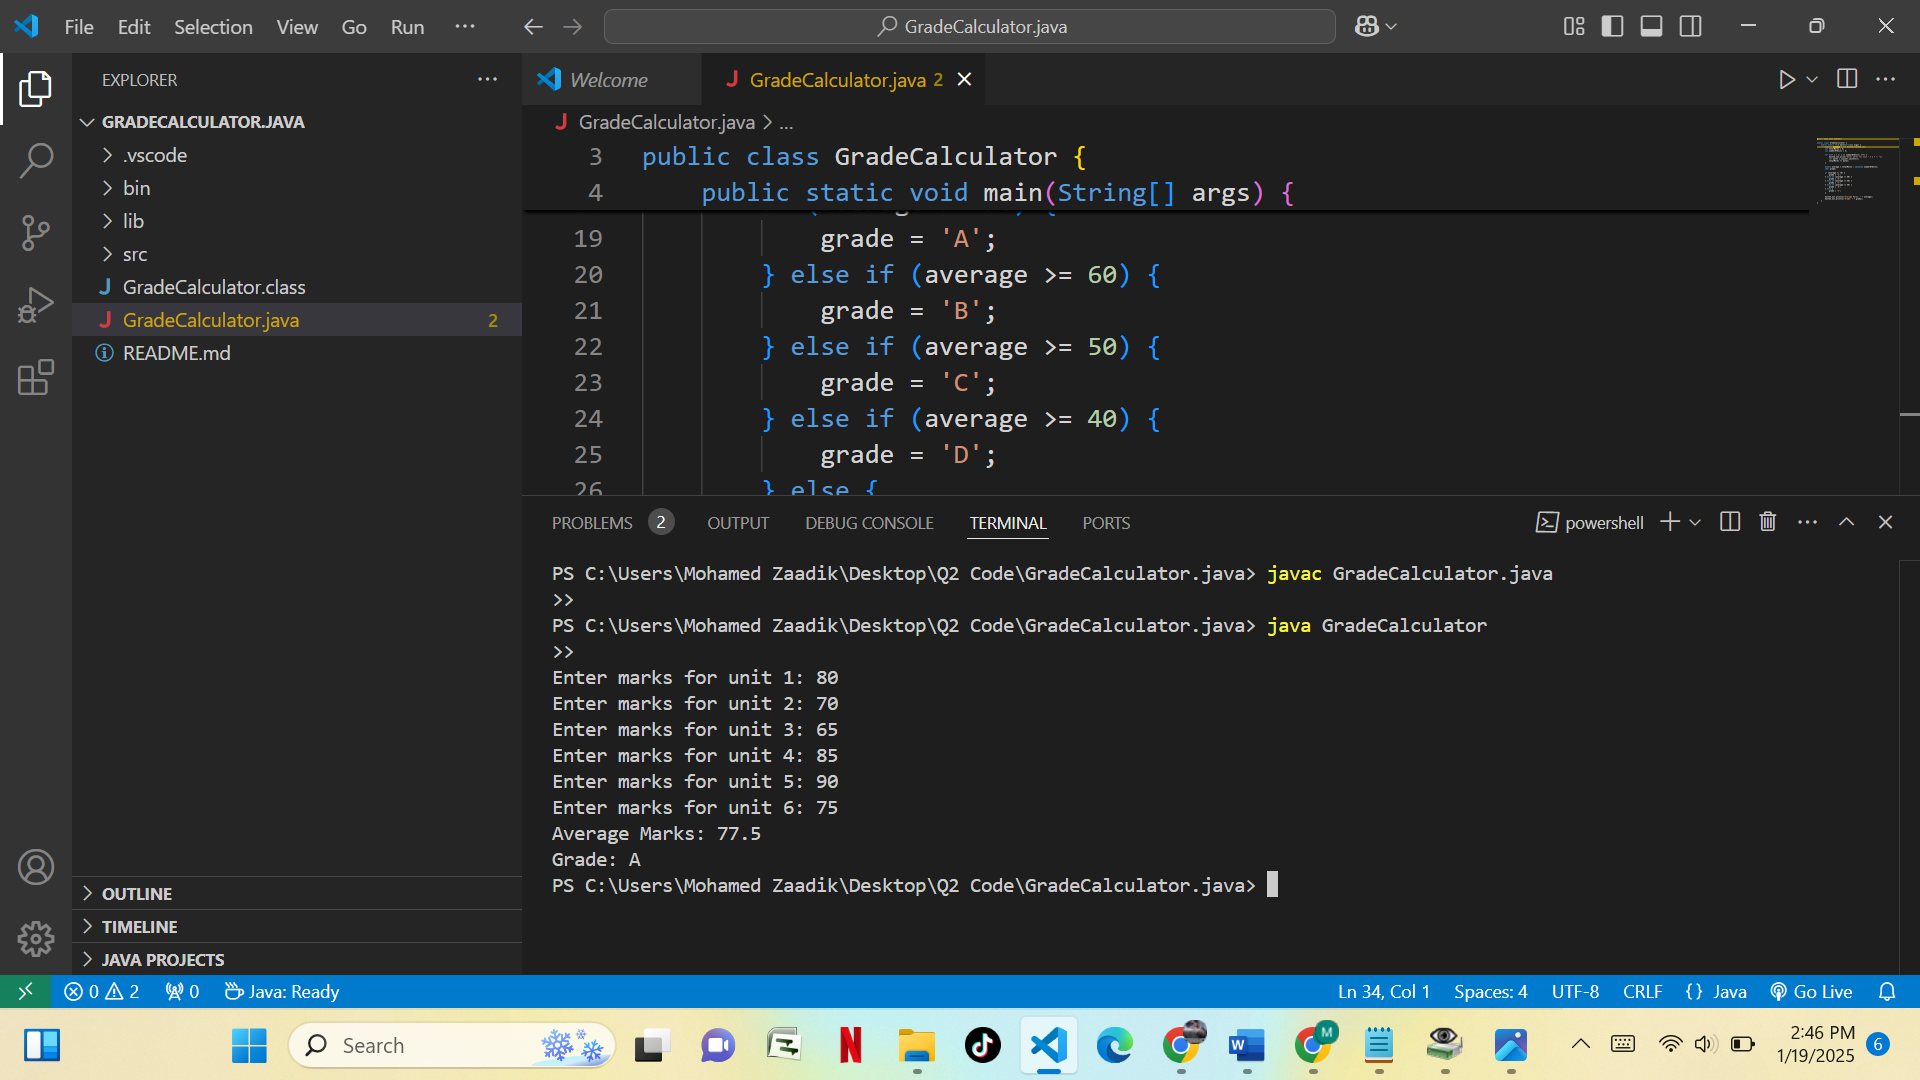 File Edit Selection View Go Run ···
GradeCalculator.java
EXPLORER
GRADECALCULATOR.JAVA
.vscode
bin
lib
src
GradeCalculator.class
GradeCalculator.java 2
README.md
OUTLINE
TIMELINE
JAVA PROJECTS
Welcome
GradeCalculator.java 2
GradeCalculator.java > ...
3 public class GradeCalculator {
4 public static void main(String[] args) {
19 grade = 'A';
20 } else if (average >= 60) {
21 grade = 'B';
22 } else if (average >= 50) {
23 grade = 'C';
24 } else if (average >= 40) {
25 grade = 'D';
26 } else {
PROBLEMS 2 OUTPUT DEBUG CONSOLE TERMINAL PORTS
powershell
PS C:\Users\Mohamed Zaadik\Desktop\Q2 Code\GradeCalculator.java> javac GradeCalculator.java
>>
PS C:\Users\Mohamed Zaadik\Desktop\Q2 Code\GradeCalculator.java> java GradeCalculator
>>
Enter marks for unit 1: 80
Enter marks for unit 2: 70
Enter marks for unit 3: 65
Enter marks for unit 4: 85
Enter marks for unit 5: 90
Enter marks for unit 6: 75
Average Marks: 77.5
Grade: A
PS C:\Users\Mohamed Zaadik\Desktop\Q2 Code\GradeCalculator.java>
0 2 0 Java: Ready
Ln 34, Col 1 Spaces: 4 UTF-8 CRLF {} Java Go Live
Search
N
W
M
2:46 PM
1/19/2025
6